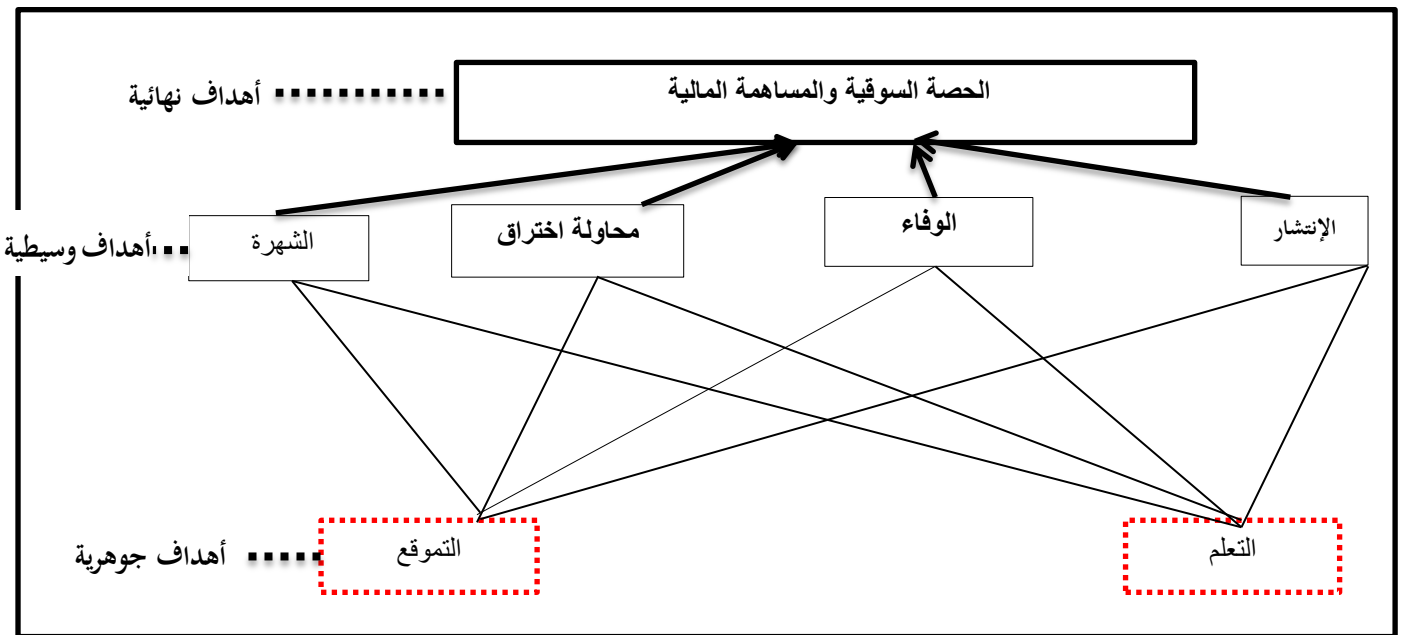 الحصة السوقية والمساهمة المالية
أهداف نهائية
الإنتشار
الوفاء
محاولة اختراق
الشهرة
أهداف وسيطية
التعلم
التموقع
أهداف جوهرية